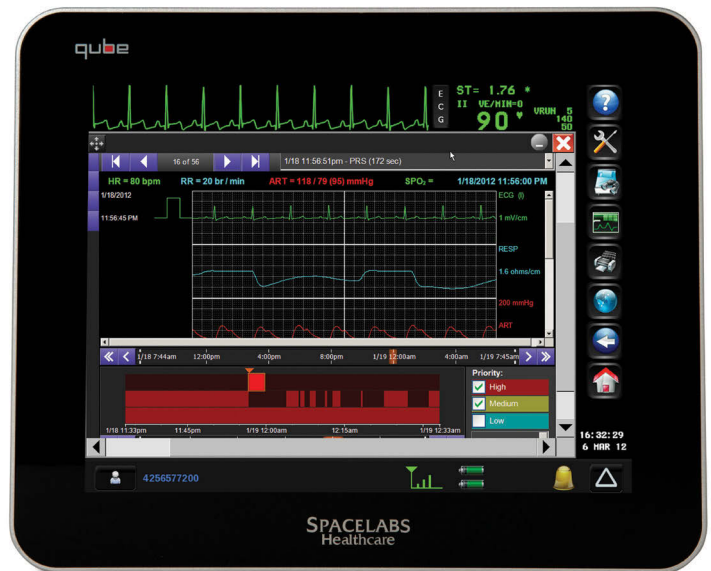 qube
E
C
G
ST= 1.76 *
II VE/MIN=0
90
VRUN 5
140
50
16 of 56
1/18 11:56:51pm - PRS (172 sec)
HR = 80 bpm RR = 20 br / min ART = 118 / 79 (95) mmHg SPO₂ = 1/18/2012 11:56:00 PM
1/18/2012
11:56:45 PM
ECG (I)
1 mV/cm
RESP
1.6 ohms/cm
200 mmHg
ART
1/18 7:44am 12:00pm 4:00pm 8:00pm 1/19 12:00am 4:00am 1/19 7:45am
Priority:
High
Medium
Low
1/18 11:33pm 11:45pm 1/19 12:00am 12:15am 1/19 12:33am
16:32:29
6 MAR 12
4256577200
SPACELABS
Healthcare